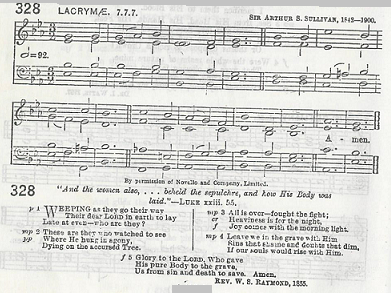 328 LACRYMÆ. 7.7.7. SIR ARTHUR S. SULLIVAN, 1842—1900.
=92.
A - men.
By permission of Novello and Company, Limited.
328
"And the women also, . . . beheld the sepulchre, and how His Body was
laid."—LUKE xxiii. 55.
p 1 WEEPING as they go their way
Their dear LORD in earth to lay
Late at even—who are they?
mp 2 These are they who watched to see
pp Where He hung in agony,
Dying on the accursed Tree.
mp 3 All is over—fought the fight;
cr Heaviness is for the night,
f Joy comes with the morning light.
mp 4 Leave we in the grave with Him
Sins that shame and doubts that dim,
If our souls would rise with Him.
f 5 Glory to the LORD, Who gave
His pure Body to the grave,
Us from sin and death to save. Amen.
REV. W. S. RAYMOND, 1855.